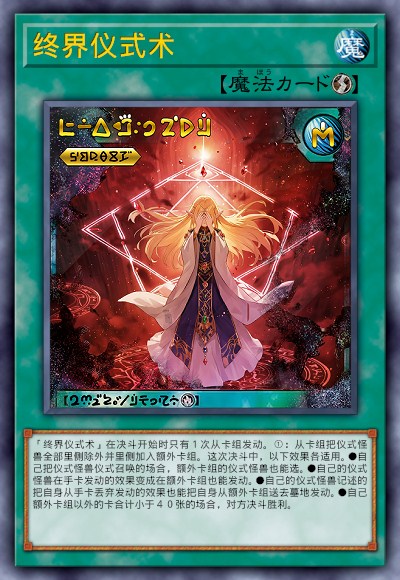 终界仪式术
魔
【魔法カード】
まほう
M
「终界仪式术」在决斗开始时只有1次从卡组发动。①:从卡组把仪式怪
兽全部里侧除外并里侧加入额外卡组。这次决斗中，以下效果各适用。●自
己把仪式怪兽仪式召唤的场合，额外卡组的仪式怪兽也能选。●自己的仪式
怪兽在手卡发动的效果变成在额外卡组也能发动。●自己的仪式怪兽记述的
把自身从手卡丢弃发动的效果也能把自身从额外卡组送去墓地发动。●自己
额外卡组以外的卡合计小于40张的场合，对方决斗胜利。